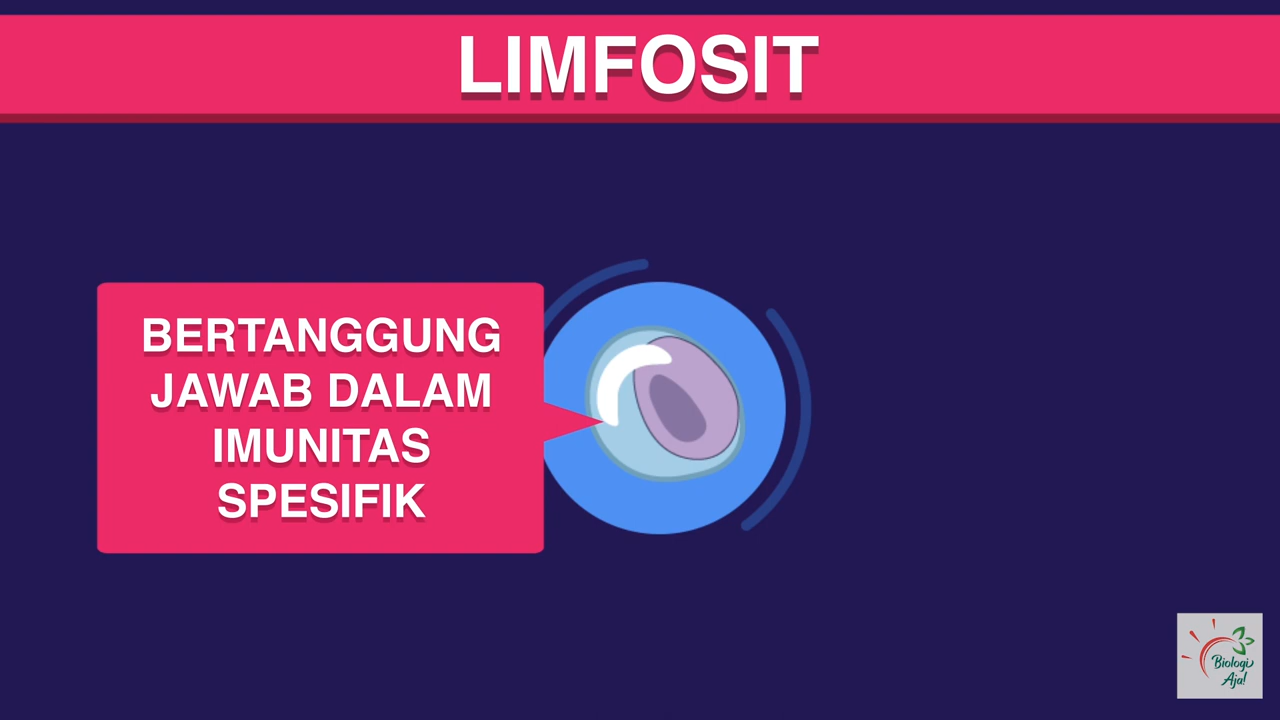 LIMFOSIT
BERTANGGUNG
JAWAB DALAM
IMUNITAS
SPESIFIK
Biologi
Aja!